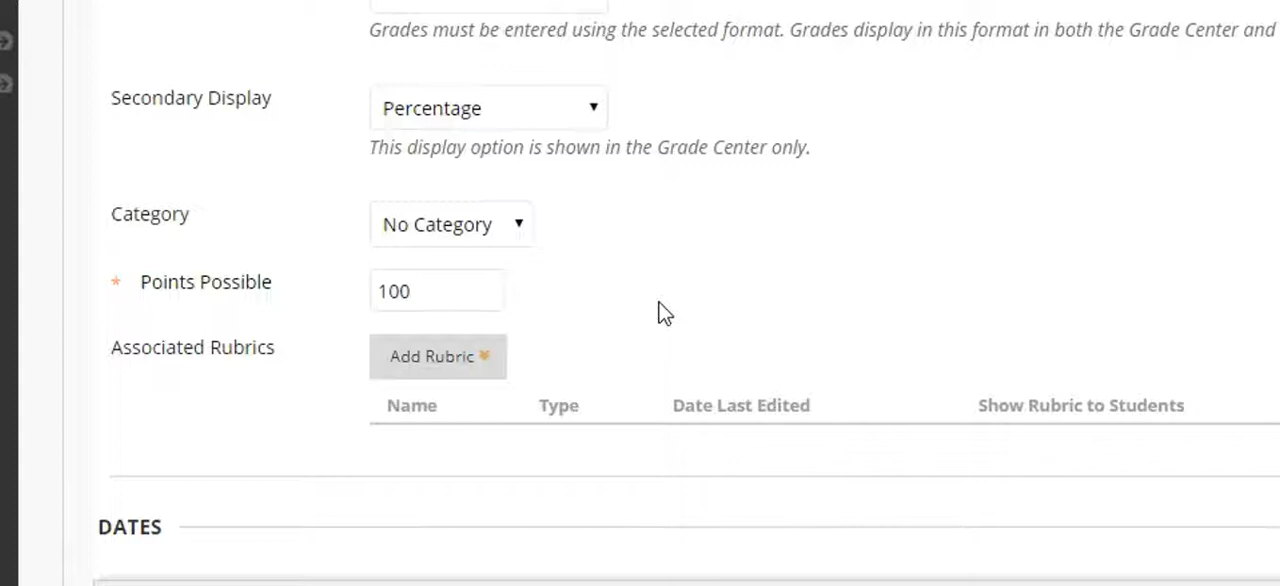 Grades must be entered using the selected format. Grades display in this format in both the Grade Center and
Secondary Display
Percentage
This display option is shown in the Grade Center only.
Category
No Category
* Points Possible
100
Associated Rubrics
Add Rubric
Name Type Date Last Edited Show Rubric to Students
DATES